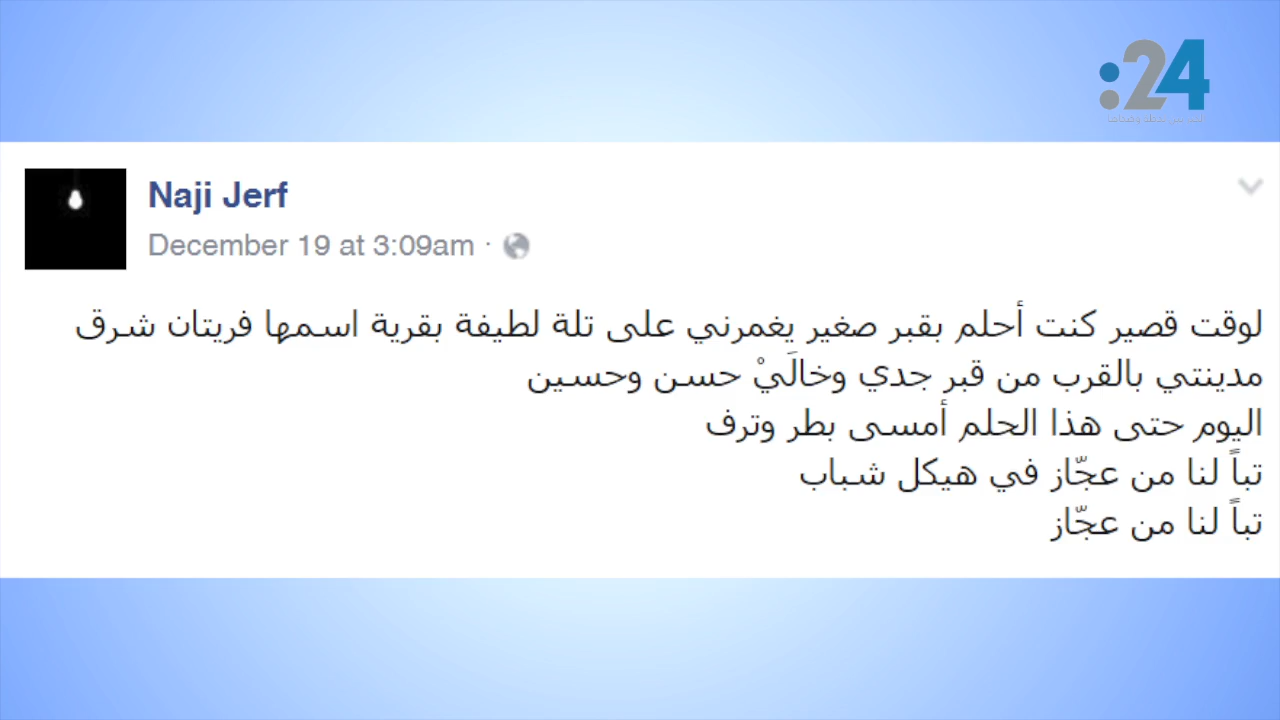 :24
Naji Jerf
December 19 at 3:09am ·
لوقت قصير كنت أحلم بقبر صغير يغمرني على تلة لطيفة بقرية اسمها فريتان شرق
مدينتي بالقرب من قبر جدي وخالَيْ حسن وحسين
اليوم حتى هذا الحلم أمسى بطر وترف
تباً لنا من عجّاز في هيكل شباب
تباً لنا من عجّاز